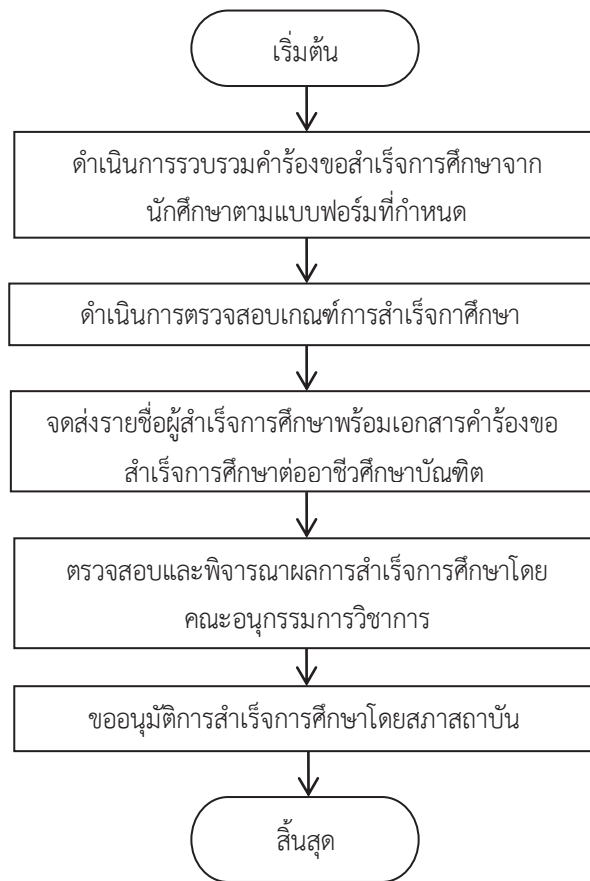 เริ่มต้น
ดำเนินการรวบรวมคำร้องขอสำเร็จการศึกษาจาก
นักศึกษาตามแบบฟอร์มที่กำหนด
ดำเนินการตรวจสอบเกณฑ์การสำเร็จกาศึกษา
จดส่งรายชื่อผู้สำเร็จการศึกษาพร้อมเอกสารคำร้องขอ
สำเร็จการศึกษาต่ออาชีวศึกษาบัณฑิต
ตรวจสอบและพิจารณาผลการสำเร็จการศึกษาโดย
คณะอนุกรรมการวิชาการ
ขออนุมัติการสำเร็จการศึกษาโดยสภาสถาบัน
สิ้นสุด